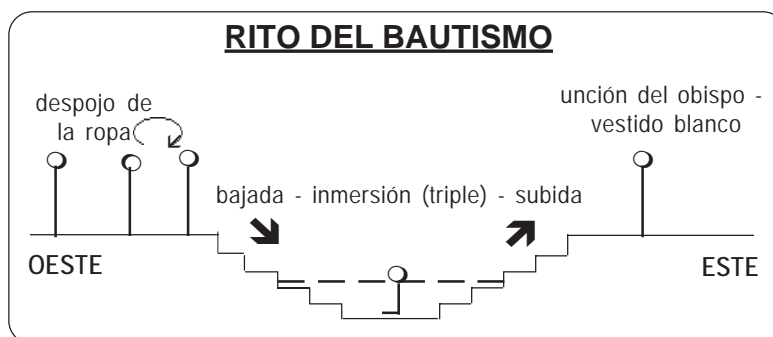 RITO DEL BAUTISMO
despojo de
la ropa
unción del obispo -
vestido blanco
bajada - inmersión (triple) - subida
OESTE
ESTE